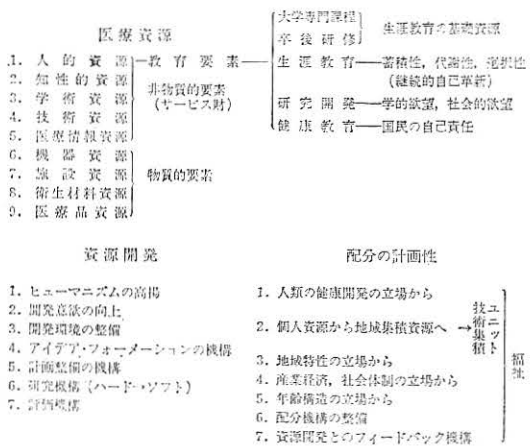 医療資源
1. 人的資源
2. 知性的資源
3. 学術資源
4. 技術資源
5. 医療情報資源
6. 機器資源
7. 施設資源
8. 衛生材料資源
9. 医療品資源
教育要素
非物質的要素
(サービス財)
物質的要素
大学専門課程
卒後研修
生涯教育の基礎資源
生涯教育──蓄積性,代謝性,選択性
(継続的自己革新)
研究開発──学的欲望,社会的欲望
健康教育──国民の自己責任
資源開発
1. ヒューマニズムの高揚
2. 開発意欲の向上
3. 開発環境の整備
4. アイデア・フォーメーションの機構
5. 計画整備の機構
6. 研究機構(ハード→ソフト)
7. 評価機構
配分の計画性
1. 人類の健康開発の立場から
2. 個人資源から地域集積資源へ →
3. 地域特性の立場から
4. 産業経済,社会体制の立場から
5. 年齢構造の立場から
6. 配分機構の整備
7. 資源開発とのフィードバック機構
ユニット
技術集積
福祉